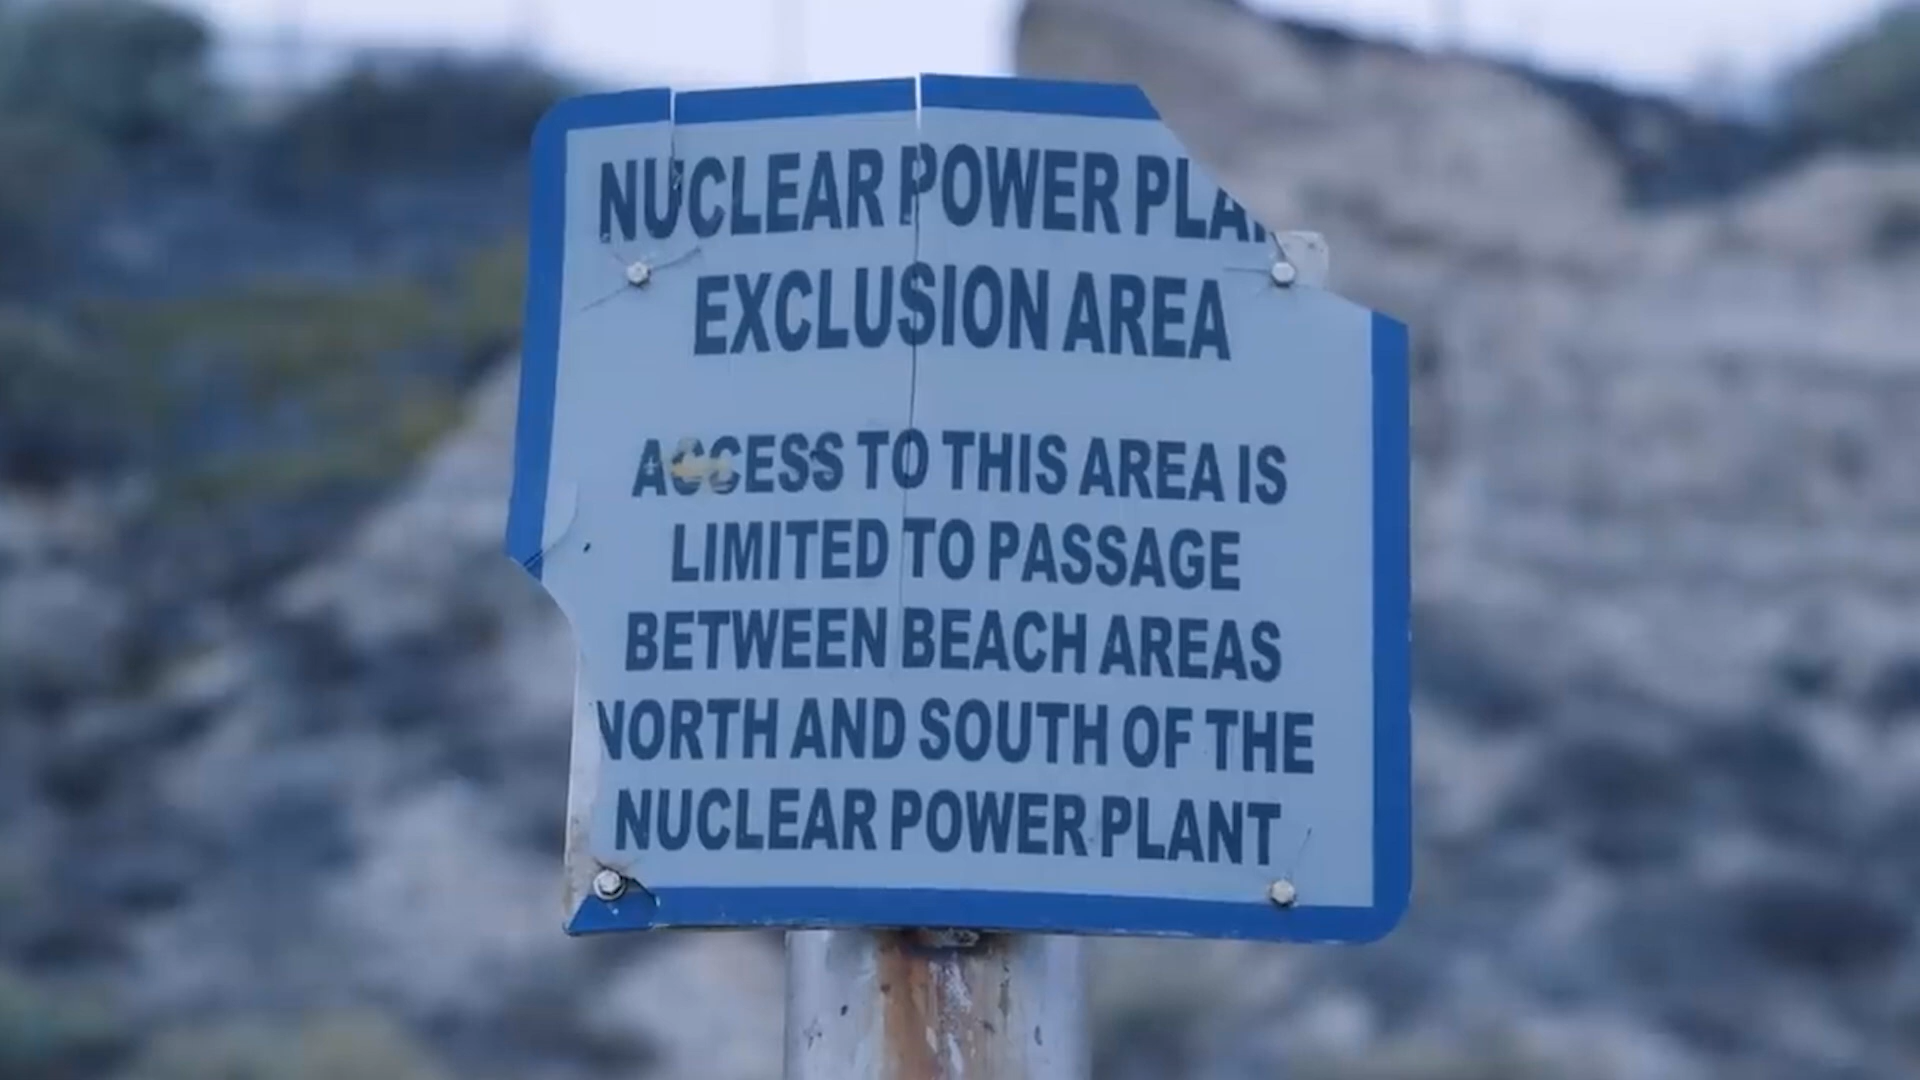 NUCLEAR POWER PLA
EXCLUSION AREA
ACCESS TO THIS AREA IS
LIMITED TO PASSAGE
BETWEEN BEACH AREAS
NORTH AND SOUTH OF THE
NUCLEAR POWER PLANT